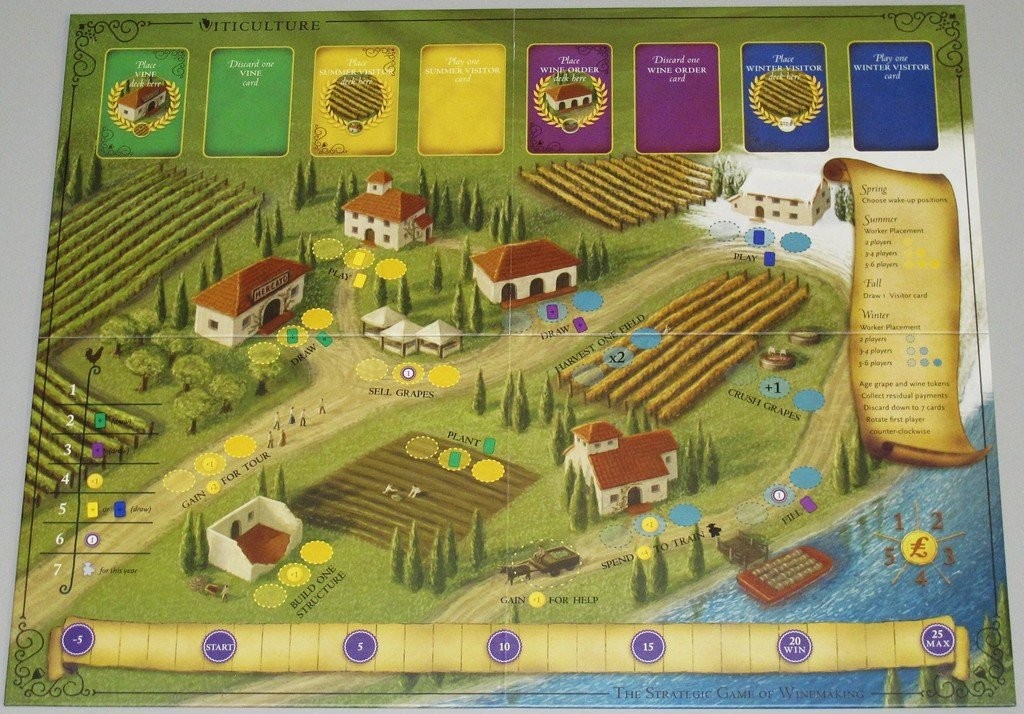 VITICULTURE
Place
VINE
deck here
Discard one
VINE
card
Place
SUMMER VISITOR
deck here
Play one
SUMMER VISITOR
card
Place
WINE ORDER
deck here
Discard one
WINE ORDER
card
Place
WINTER VISITOR
deck here
Play one
WINTER VISITOR
card
Spring
Choose wake-up positions
Summer
Worker Placement
2 players
3-4 players
5-6 players
Fall
Draw 1 Visitor card
Winter
Worker Placement
2 players
3-4 players
5-6 players
Age grape and wine tokens
Collect residual payments
Discard down to 7 cards
Rotate first player
counter-clockwise
PLAY
PLAY
MERCATO
DRAW
DRAW
HARVEST ONE FIELD
x2
SELL GRAPES
1
+1
CRUSH GRAPES
1
2
3
4
5 or (draw)
6 1
7 for this year
PLANT
GAIN FOR TOUR
BUILD ONE
STRUCTURE
SPEND TO TRAIN
FILL
1
GAIN FOR HELP
1 2 3 4 5
£
-5
START
5
10
15
20
WIN
25
MAX
THE STRATEGIC GAME OF WINEMAKING